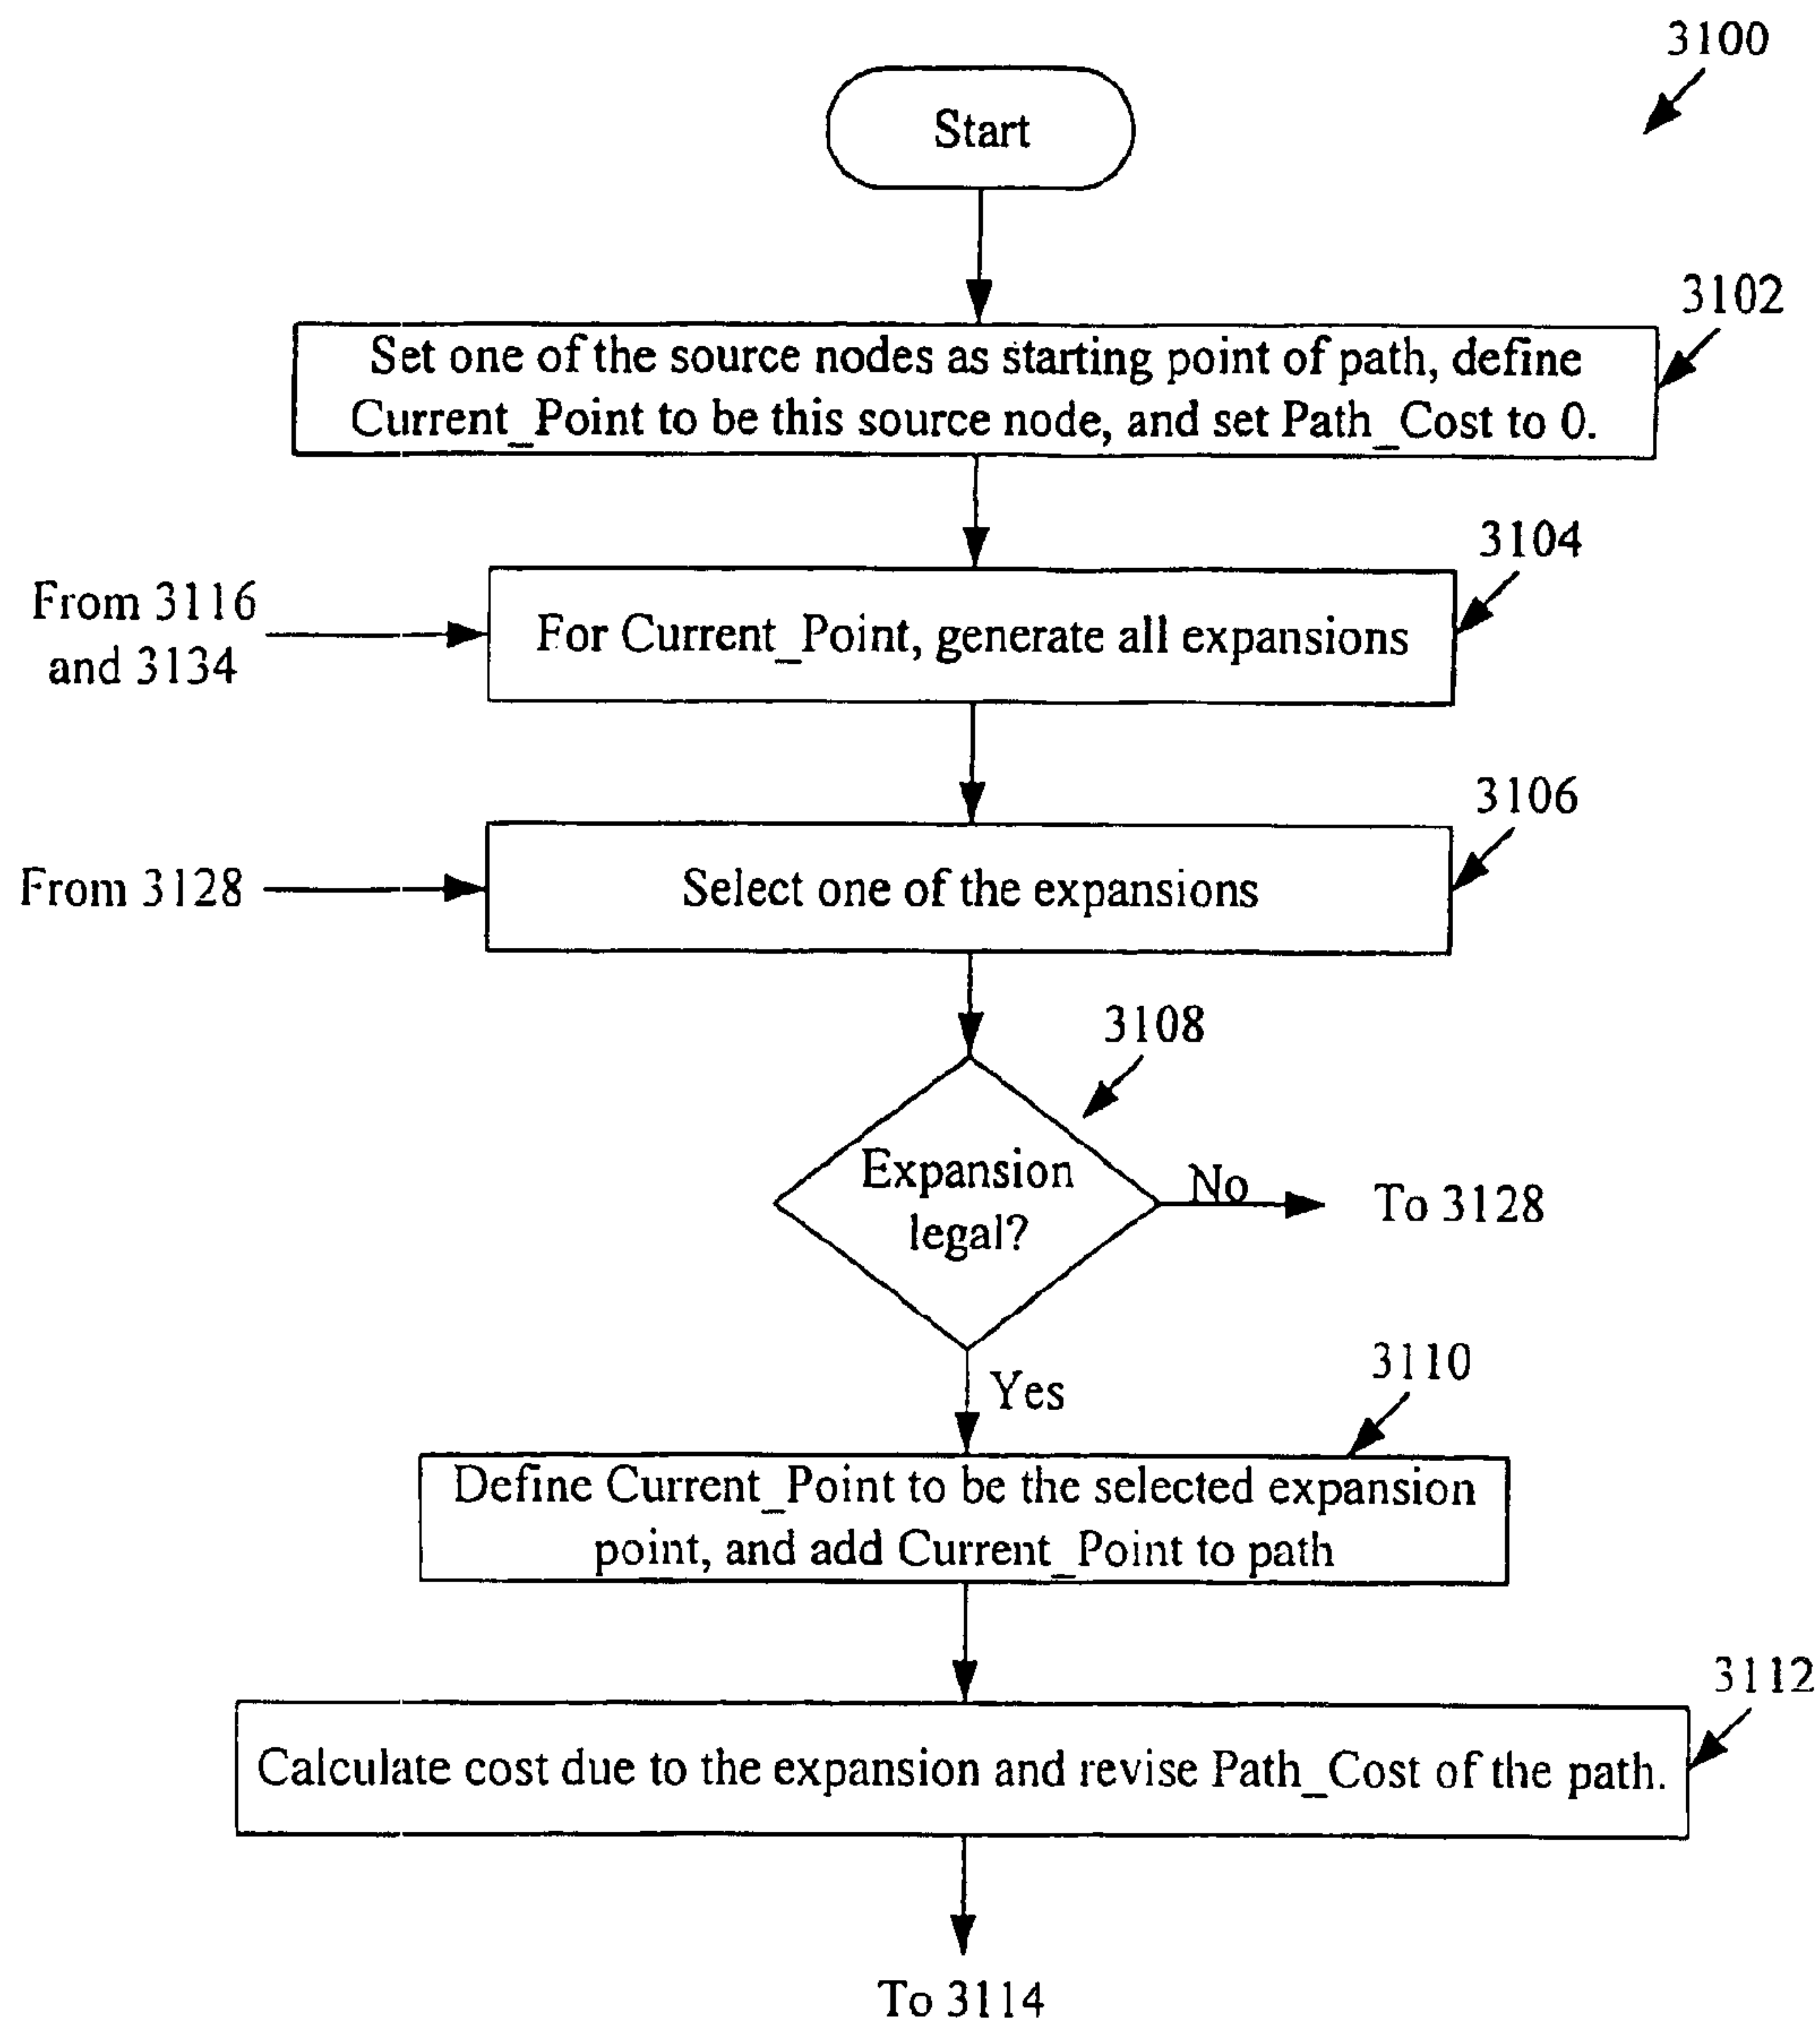 3100
Start
3102
Set one of the source nodes as starting point of path, define
Current_Point to be this source node, and set Path_Cost to 0.
3104
From 3116
and 3134
For Current_Point, generate all expansions
3106
From 3128
Select one of the expansions
3108
Expansion
legal?
No
To 3128
Yes
3110
Define Current_Point to be the selected expansion
point, and add Current_Point to path
3112
Calculate cost due to the expansion and revise Path_Cost of the path.
To 3114